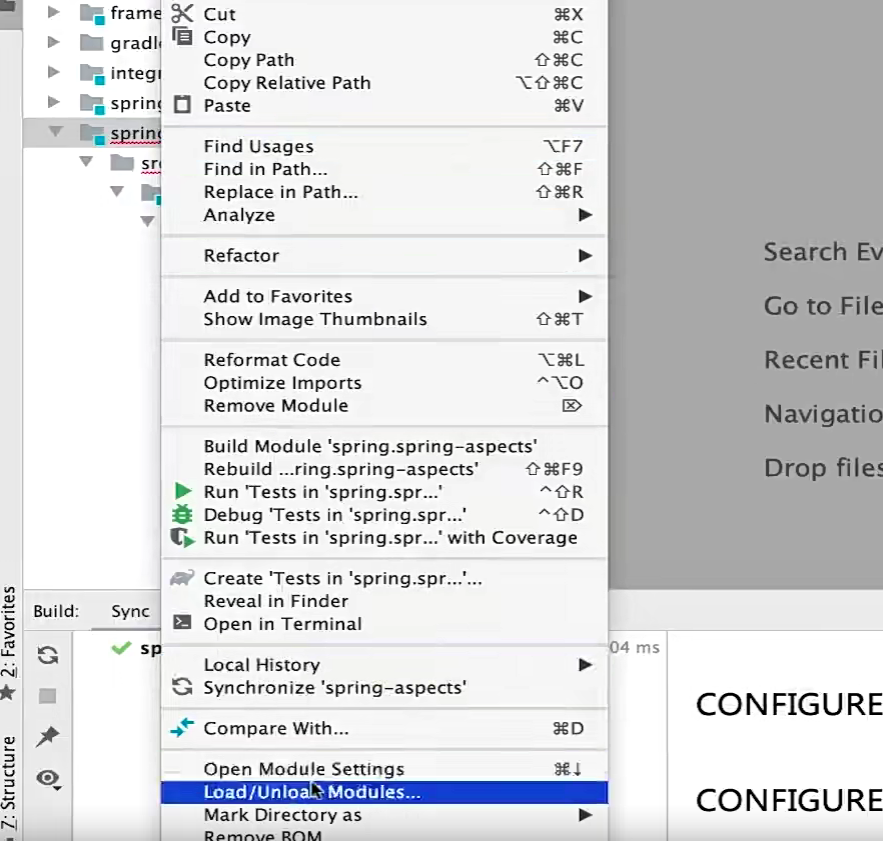 frame
gradle
integr
spring
spring
sr
Cut ⌘X
Copy ⌘C
Copy Path ⇧⌘C
Copy Relative Path ⌥⇧⌘C
Paste ⌘V
Find Usages ⌥F7
Find in Path... ⇧⌘F
Replace in Path... ⇧⌘R
Analyze
Refactor
Add to Favorites
Show Image Thumbnails ⇧⌘T
Reformat Code ⌥⌘L
Optimize Imports ^⌥O
Remove Module ⌦
Build Module 'spring.spring-aspects'
Rebuild ...ring.spring-aspects' ⇧⌘F9
Run 'Tests in 'spring.spr...' ^⇧R
Debug 'Tests in 'spring.spr...' ^⇧D
Run 'Tests in 'spring.spr...' with Coverage
Create 'Tests in 'spring.spr...'...
Reveal in Finder
Open in Terminal
Local History
Synchronize 'spring-aspects'
Compare With... ⌘D
Open Module Settings ⌘↓
Load/Unload Modules...
Mark Directory as
Remove BOM
Search Ev
Go to File
Recent Fil
Navigatio
Drop files
2: Favorites
Z: Structure
Build: Sync
sp
04 ms
CONFIGURE
CONFIGURE